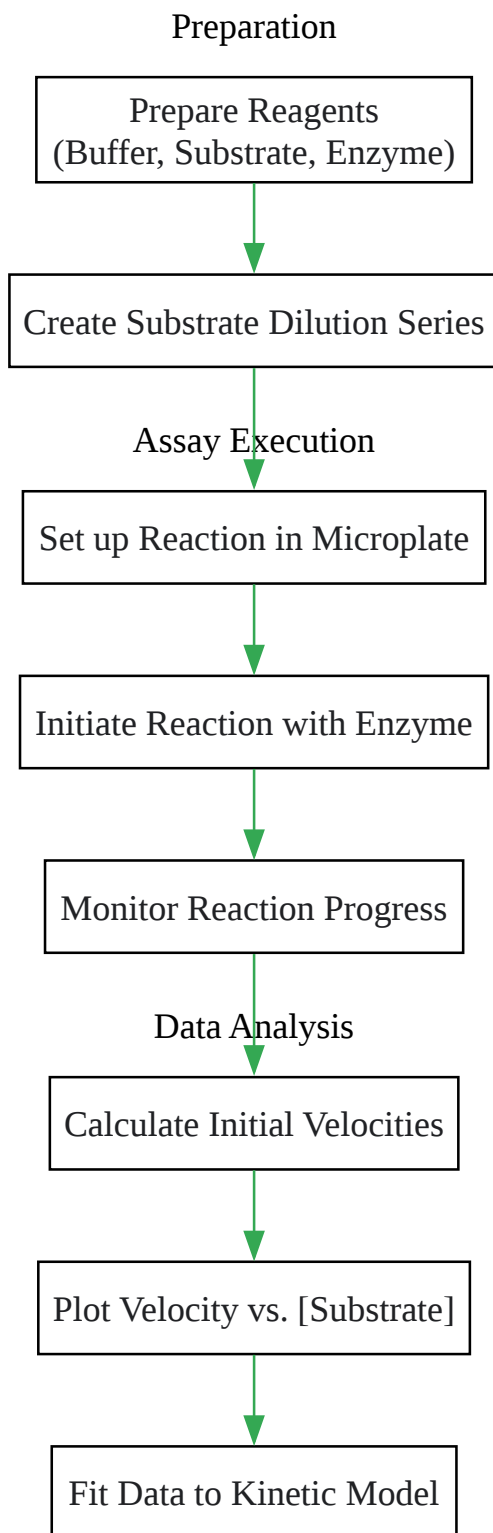 Preparation
Prepare Reagents
(Buffer, Substrate, Enzyme)
Create Substrate Dilution Series
Assay Execution
Set up Reaction in Microplate
Initiate Reaction with Enzyme
Monitor Reaction Progress
Data Analysis
Calculate Initial Velocities
Plot Velocity vs. [Substrate]
Fit Data to Kinetic Model